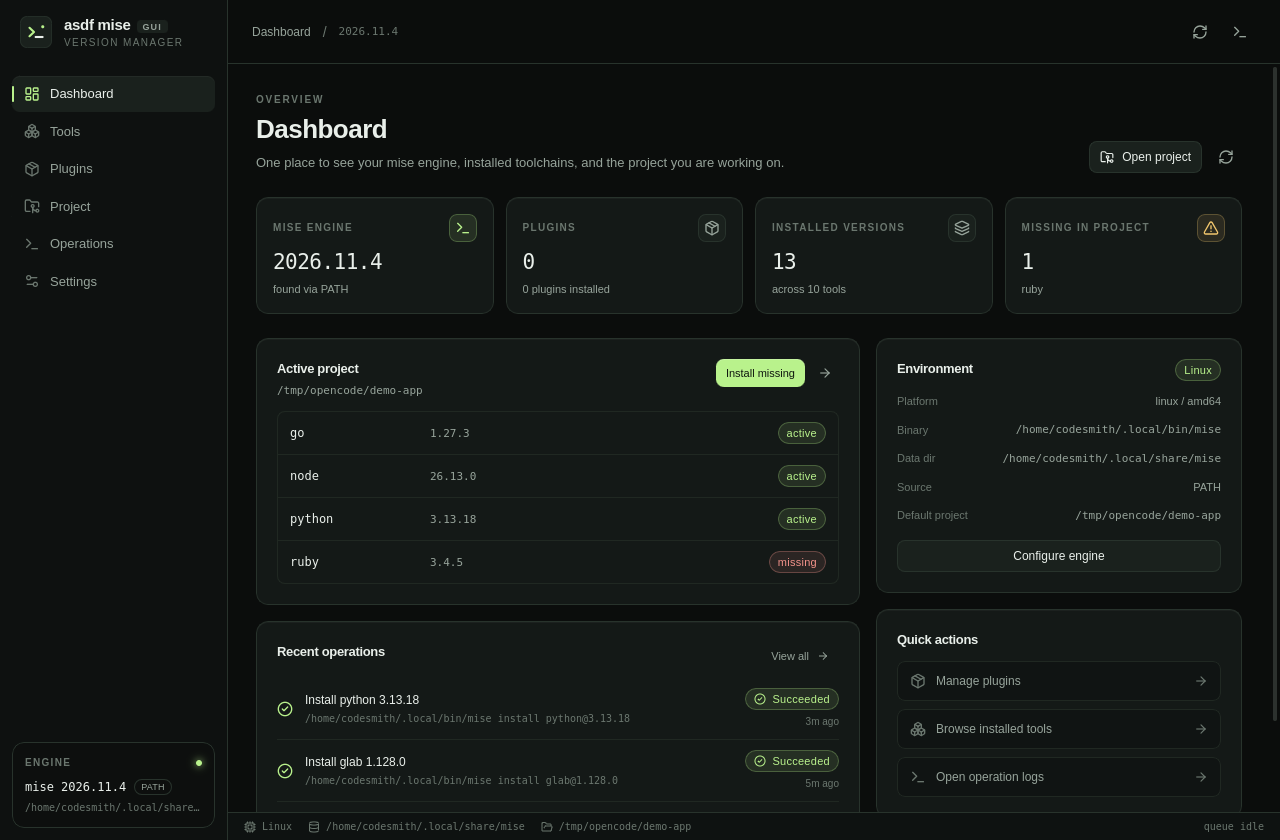 asdf mise GUI
VERSION MANAGER
Dashboard
Tools
Plugins
Project
Operations
Settings
ENGINE
mise 2026.11.4 PATH
/home/codesmith/.local/share…
Dashboard / 2026.11.4
OVERVIEW
Dashboard
One place to see your mise engine, installed toolchains, and the project you are working on.
Open project
MISE ENGINE
2026.11.4
found via PATH
PLUGINS
0
0 plugins installed
INSTALLED VERSIONS
13
across 10 tools
MISSING IN PROJECT
1
ruby
Active project
/tmp/opencode/demo-app
Install missing
go 1.27.3 active
node 26.13.0 active
python 3.13.18 active
ruby 3.4.5 missing
Recent operations
View all
Install python 3.13.18
/home/codesmith/.local/bin/mise install python@3.13.18
Succeeded
3m ago
Install glab 1.128.0
/home/codesmith/.local/bin/mise install glab@1.128.0
Succeeded
5m ago
Environment
Linux
Platform linux / amd64
Binary /home/codesmith/.local/bin/mise
Data dir /home/codesmith/.local/share/mise
Source PATH
Default project /tmp/opencode/demo-app
Configure engine
Quick actions
Manage plugins
Browse installed tools
Open operation logs
Linux /home/codesmith/.local/share/mise /tmp/opencode/demo-app queue idle